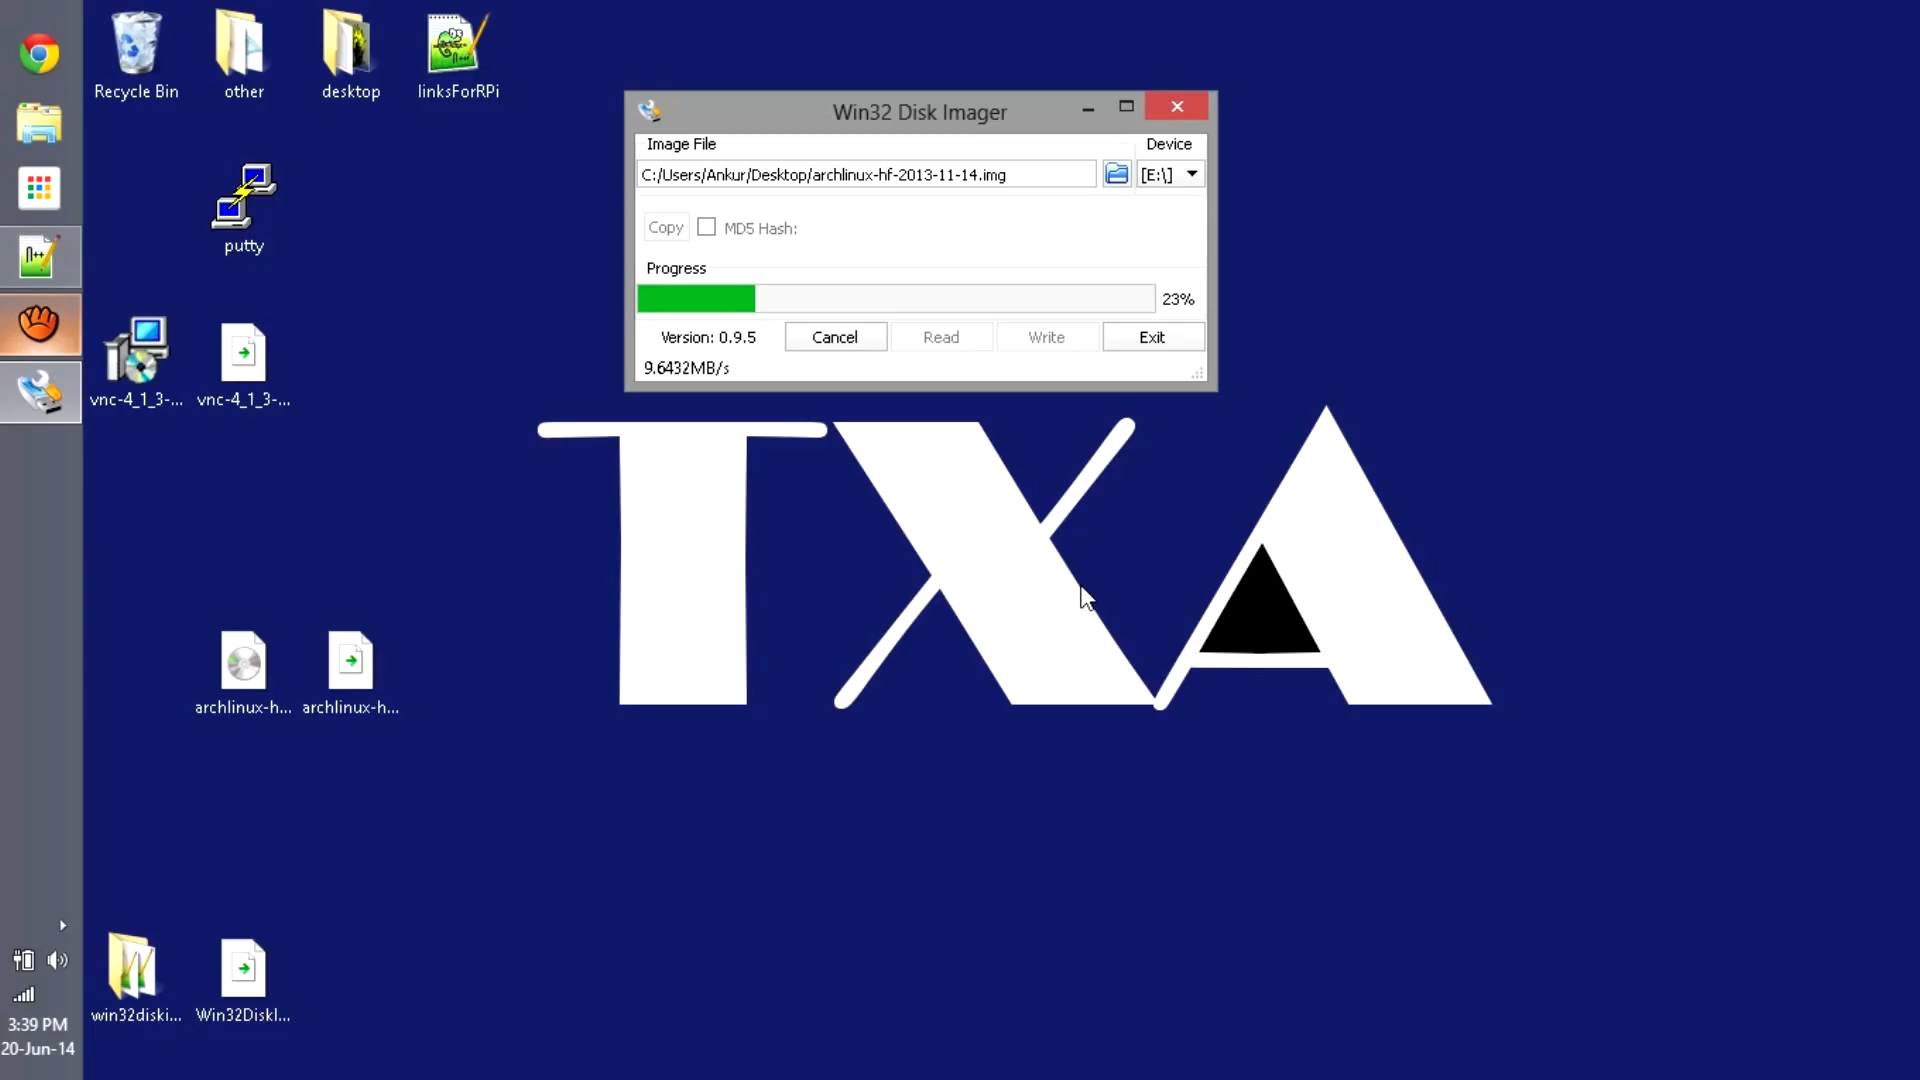 Recycle Bin
other
desktop
linksForRPi
putty
vnc-4_1_3-...
vnc-4_1_3-...
archlinux-h...
archlinux-h...
win32diski...
Win32DiskI...
Win32 Disk Imager
Image File
Device
C:/Users/Ankur/Desktop/archlinux-hf-2013-11-14.img
[E:\]
Copy
MD5 Hash:
Progress
23%
Version: 0.9.5
Cancel
Read
Write
Exit
9.6432MB/s
TXA
3:39 PM
20-Jun-14